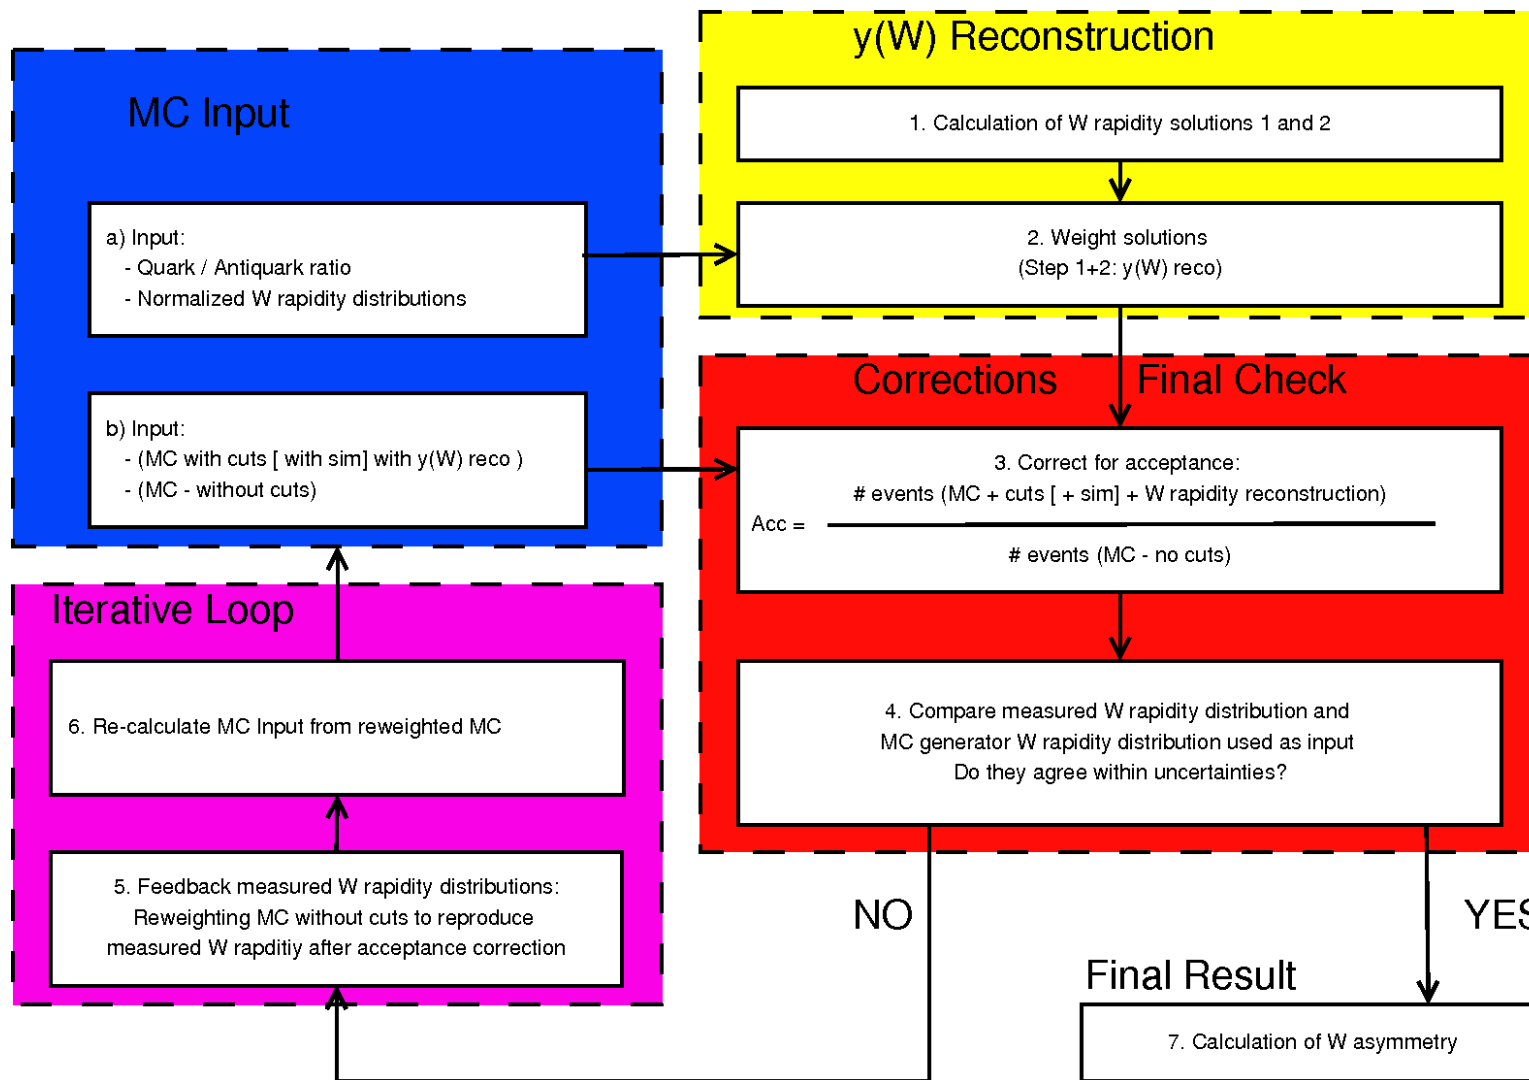 y(W) Reconstruction
1. Calculation of W rapidity solutions 1 and 2
2. Weight solutions
(Step 1+2: y(W) reco)
MC Input
a) Input:
- Quark / Antiquark ratio
- Normalized W rapidity distributions
b) Input:
- (MC with cuts [ with sim] with y(W) reco )
- (MC - without cuts)
Corrections Final Check
3. Correct for acceptance:
# events (MC + cuts [ + sim] + W rapidity reconstruction)
Acc =
# events (MC - no cuts)
4. Compare measured W rapidity distribution and
MC generator W rapidity distribution used as input
Do they agree within uncertainties?
Iterative Loop
6. Re-calculate MC Input from reweighted MC
5. Feedback measured W rapidity distributions:
Reweighting MC without cuts to reproduce
measured W rapditiy after acceptance correction
NO
YES
Final Result
7. Calculation of W asymmetry